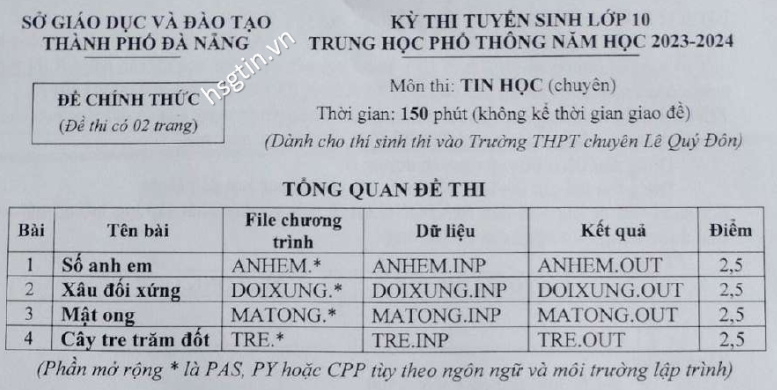 SỞ GIÁO DỤC VÀ ĐÀO TẠO
THÀNH PHỐ ĐÀ NẴNG
ĐỀ CHÍNH THỨC
(Đề thi có 02 trang)
hsgtin.vn
KỲ THI TUYỂN SINH LỚP 10
TRUNG HỌC PHỔ THÔNG NĂM HỌC 2023-2024
Môn thi: TIN HỌC (chuyên)
Thời gian: 150 phút (không kể thời gian giao đề)
(Dành cho thí sinh thi vào Trường THPT chuyên Lê Quý Đôn)
TỔNG QUAN ĐỀ THI
Bài Tên bài File chương trình Dữ liệu Kết quả Điểm
1 Số anh em ANHEM.* ANHEM.INP ANHEM.OUT 2,5
2 Xâu đối xứng DOIXUNG.* DOIXUNG.INP DOIXUNG.OUT 2,5
3 Mật ong MATONG.* MATONG.INP MATONG.OUT 2,5
4 Cây tre trăm đốt TRE.* TRE.INP TRE.OUT 2,5
(Phần mở rộng * là PAS, PY hoặc CPP tùy theo ngôn ngữ và môi trường lập trình)